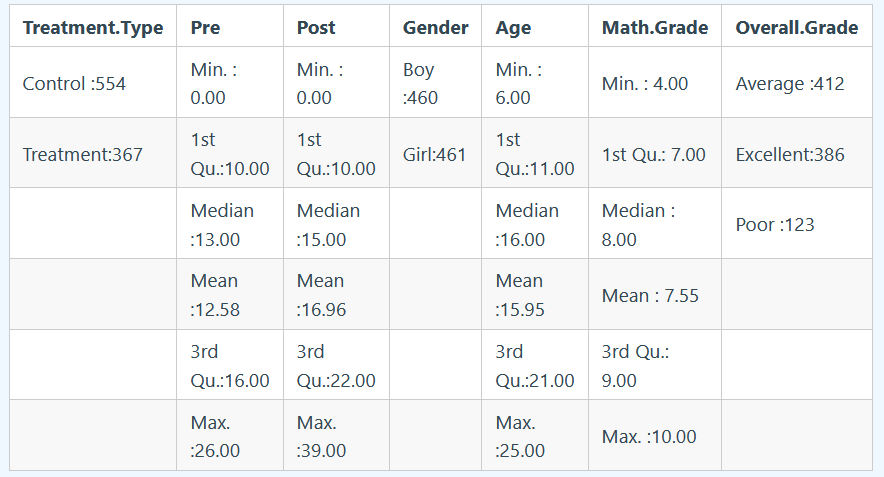 Treatment.Type Pre Post Gender Age Math.Grade Overall.Grade
Control :554 Min. : 0.00 Min. : 0.00 Boy :460 Min. : 6.00 Min. : 4.00 Average :412
Treatment:367 1st Qu.:10.00 1st Qu.:10.00 Girl:461 1st Qu.:11.00 1st Qu.: 7.00 Excellent:386
Median :13.00 Median :15.00 Median :16.00 Median : 8.00 Poor :123
Mean :12.58 Mean :16.96 Mean :15.95 Mean : 7.55
3rd Qu.:16.00 3rd Qu.:22.00 3rd Qu.:21.00 3rd Qu.: 9.00
Max. :26.00 Max. :39.00 Max. :25.00 Max. :10.00